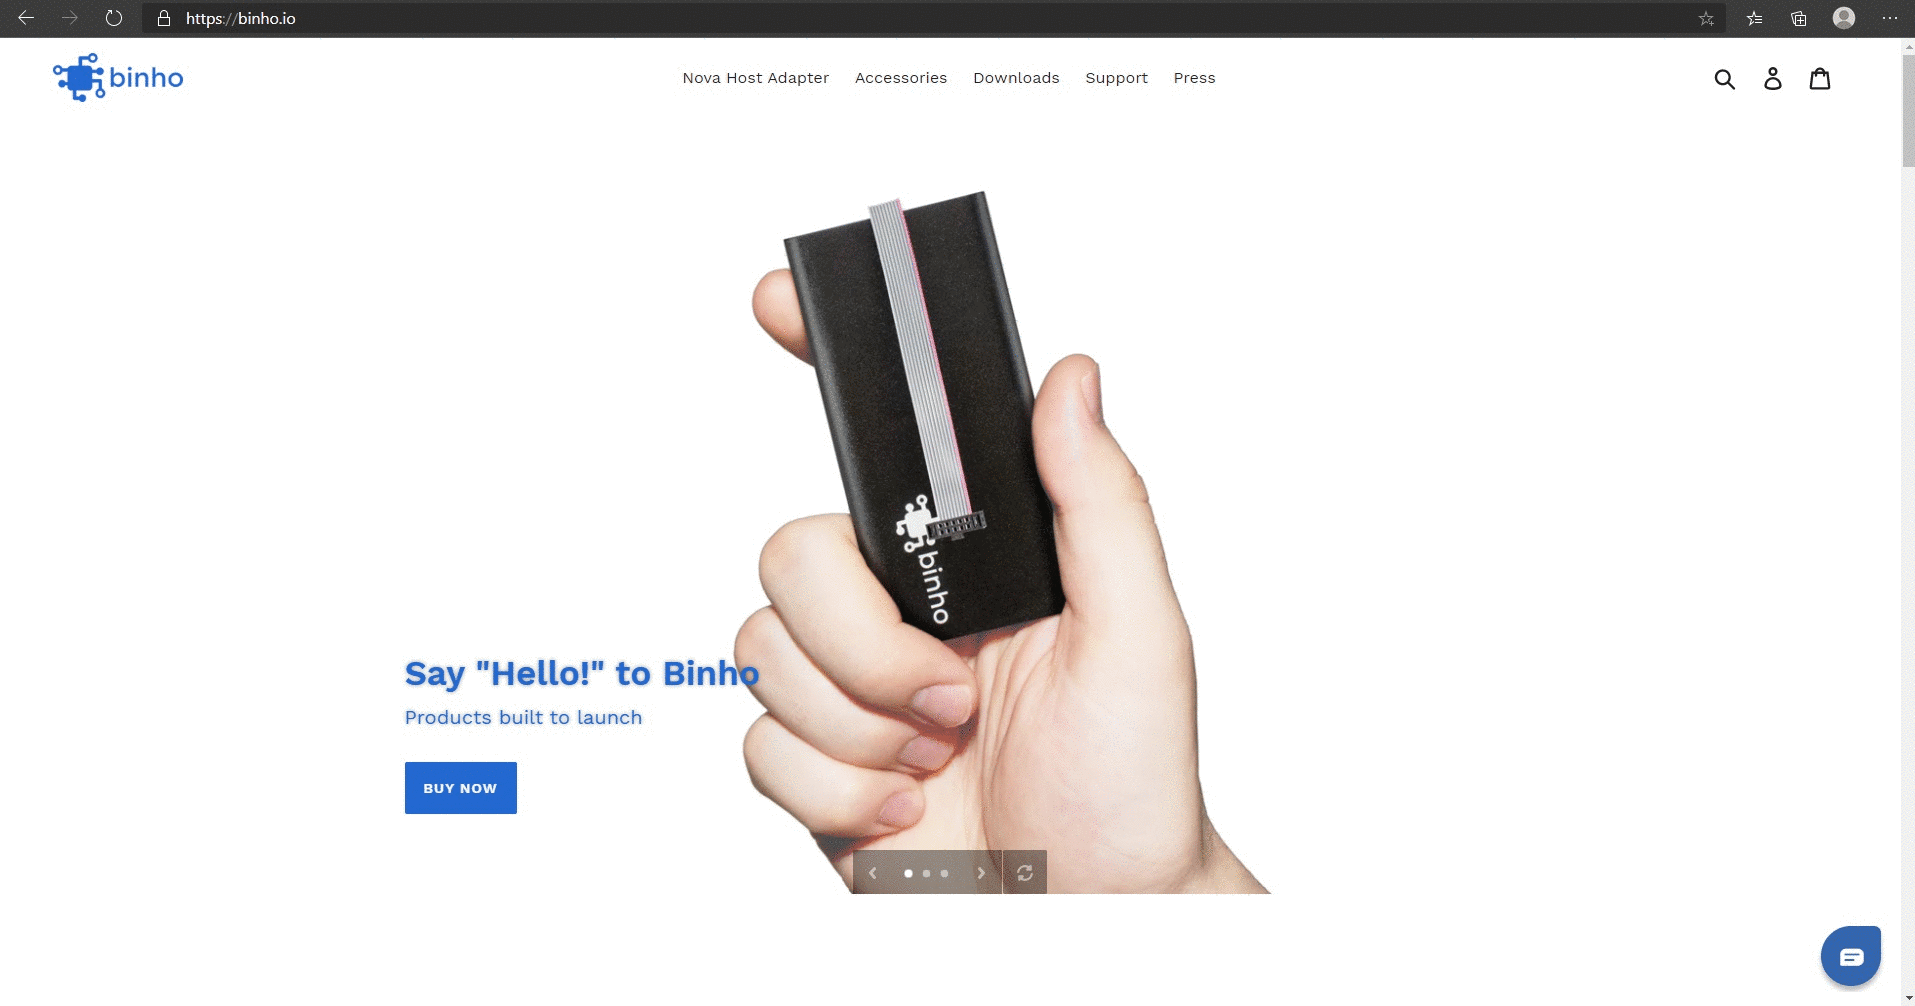 https://binho.io
binho
Nova Host Adapter Accessories Downloads Support Press
binho
Say "Hello!" to Binho
Products built to launch
BUY NOW